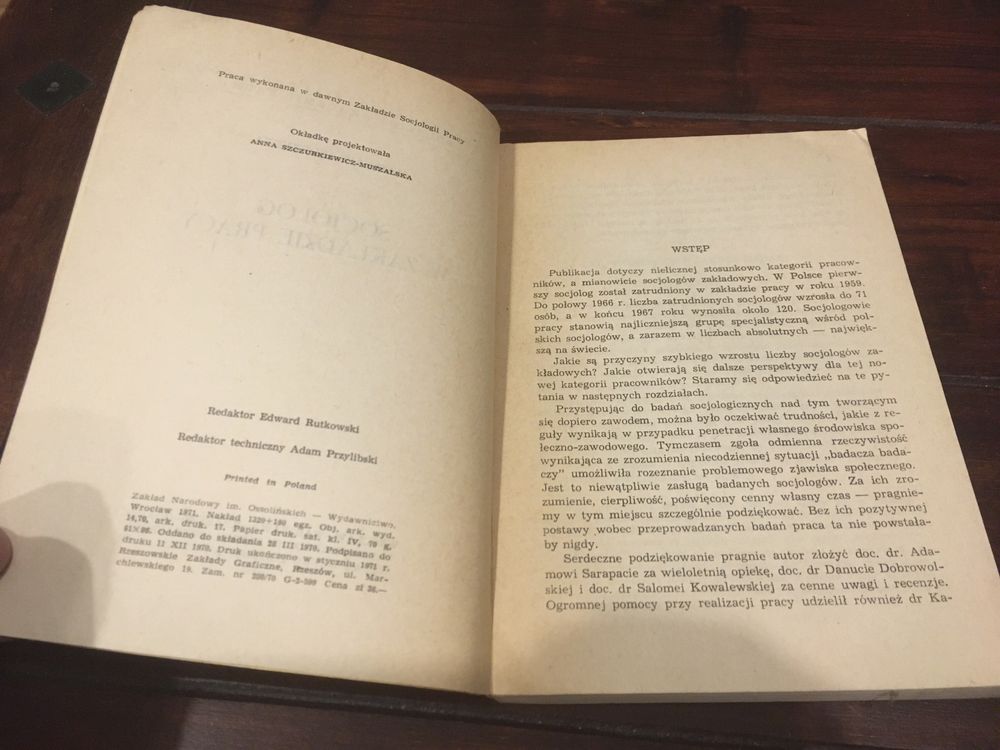 Praca wykonana w dawnym Zakładzie Socjologii Pracy
Okładkę projektowała
ANNA SZCZURKIEWICZ-MUSZALSKA
Redaktor Edward Rutkowski
Redaktor techniczny Adam Przylibski
Printed in Poland
Zakład Narodowy im. Ossolińskich — Wydawnictwo.
Wrocław 1971. Nakład 1320+180 egz. Obj. ark. wyd.
14,70, ark. druk. 17. Papier druk. sat. kl. IV, 70 g.
61X86. Oddano do składania 28 III 1970. Podpisano do
druku 11 XII 1970. Druk ukończono w styczniu 1971 r.
Rzeszowskie Zakłady Graficzne, Rzeszów, ul. Mar-
chlewskiego 19. Zam. nr G-2- Cena zł
WSTĘP
Publikacja dotyczy nielicznej stosunkowo kategorii pracow-
ników, a mianowicie socjologów zakładowych. W Polsce pierw-
szy socjolog został zatrudniony w zakładzie pracy w roku 1959.
Do połowy 1966 r. liczba zatrudnionych socjologów wzrosła do 71
osób, a w końcu 1967 roku wynosiła około 120. Socjologowie
pracy stanowią najliczniejszą grupę specjalistyczną wśród pol-
skich socjologów, a zarazem w liczbach absolutnych — najwięk-
szą na świecie.
Jakie są przyczyny szybkiego wzrostu liczby socjologów za-
kładowych? Jakie otwierają się dalsze perspektywy dla tej no-
wej kategorii pracowników? Staramy się odpowiedzieć na te py-
tania w następnych rozdziałach.
Przystępując do badań socjologicznych nad tym tworzącym
się dopiero zawodem, można było oczekiwać trudności, jakie z re-
guły wynikają w przypadku penetracji własnego środowiska spo-
łeczno-zawodowego. Tymczasem zgoła odmienna rzeczywistość
wynikająca ze zrozumienia niecodziennej sytuacji „badacza bada-
czy” umożliwiła rozeznanie problemowego zjawiska społecznego.
Jest to niewątpliwie zasługą badanych socjologów. Za ich zro-
zumienie, cierpliwość, poświęcony cenny własny czas — pragnie-
my w tym miejscu szczególnie podziękować. Bez ich pozytywnej
postawy wobec przeprowadzanych badań praca ta nie powstała-
by nigdy.
Serdeczne podziękowanie pragnie autor złożyć doc. dr. Ada-
mowi Sarapacie za wieloletnią opiekę, doc. dr Danucie Dobrowol-
skiej i doc. dr Salomei Kowalewskiej za cenne uwagi i recenzje.
Ogromnej pomocy przy realizacji pracy udzielił również dr Ka-